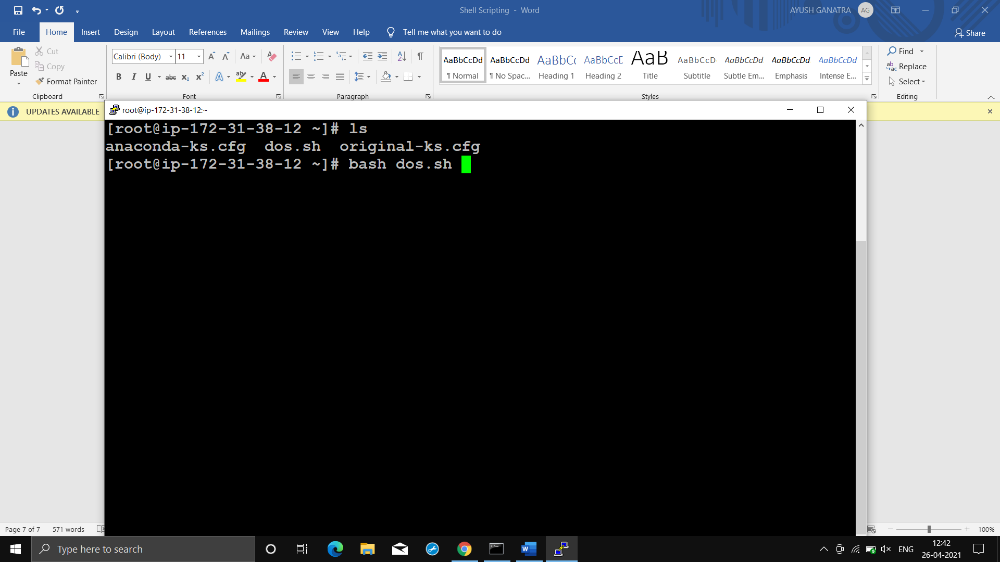 Shell Scripting - Word
AYUSH GANATRA AG
File Home Insert Design Layout References Mailings Review View Help Tell me what you want to do Share
Paste
Cut
Copy
Format Painter
Clipboard
Calibri (Body) 11
Font
Paragraph
AaBbCcDd AaBbCcDd AaBbCc AaBbCcD AaB AaBbCcD AaBbCcDd AaBbCcDd AaBbCcDd
¶ Normal ¶ No Spac... Heading 1 Heading 2 Title Subtitle Subtle Em... Emphasis Intense E...
Styles
Find
Replace
Select
Editing
UPDATES AVAILABLE
root@ip-172-31-38-12:~
[root@ip-172-31-38-12 ~]# ls
anaconda-ks.cfg dos.sh original-ks.cfg
[root@ip-172-31-38-12 ~]# bash dos.sh
Page 7 of 7 571 words 100%
Type here to search
ENG
12:42
26-04-2021